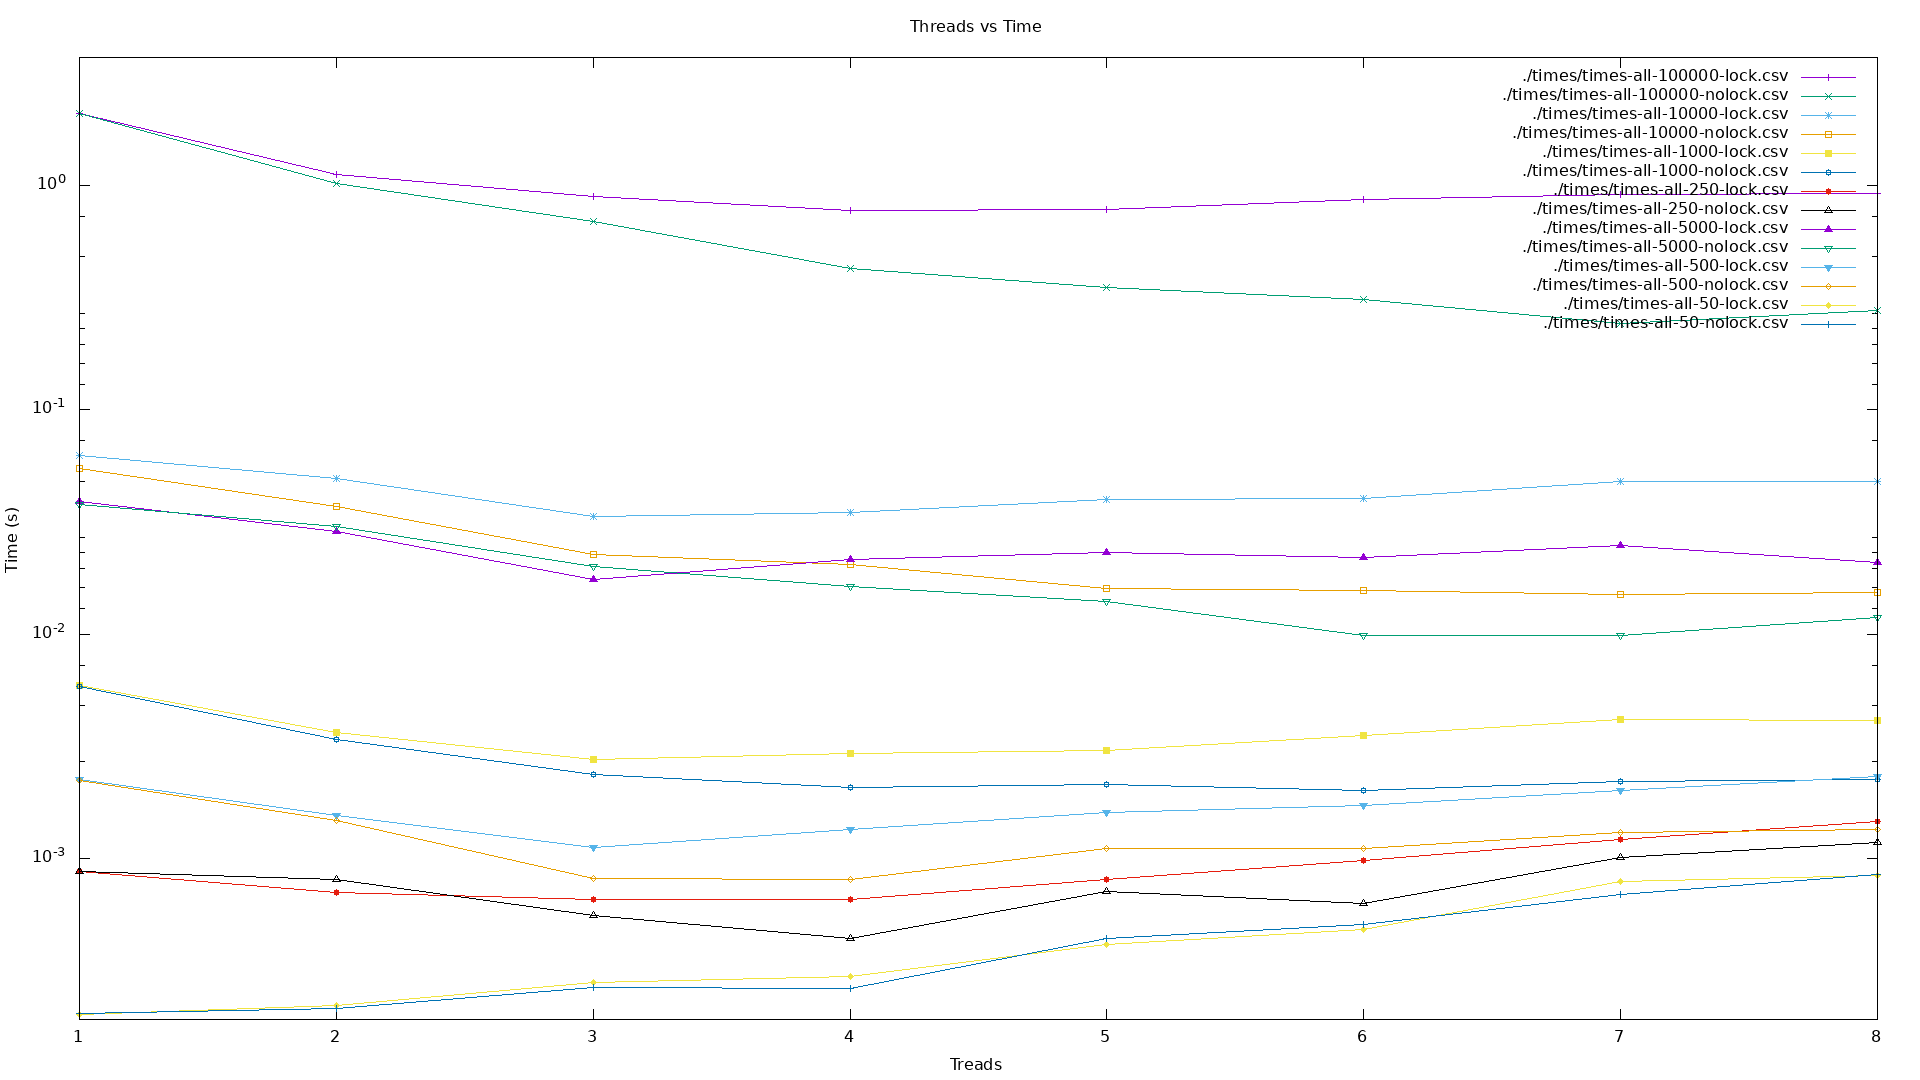 Threads vs Time
./times/times-all-100000-lock.csv
./times/times-all-100000-nolock.csv
./times/times-all-10000-lock.csv
./times/times-all-10000-nolock.csv
./times/times-all-1000-lock.csv
./times/times-all-1000-nolock.csv
./times/times-all-250-lock.csv
./times/times-all-250-nolock.csv
./times/times-all-5000-lock.csv
./times/times-all-5000-nolock.csv
./times/times-all-500-lock.csv
./times/times-all-500-nolock.csv
./times/times-all-50-lock.csv
./times/times-all-50-nolock.csv
10⁰
10⁻¹
10⁻²
10⁻³
Time (s)
1 2 3 4 5 6 7 8
Treads